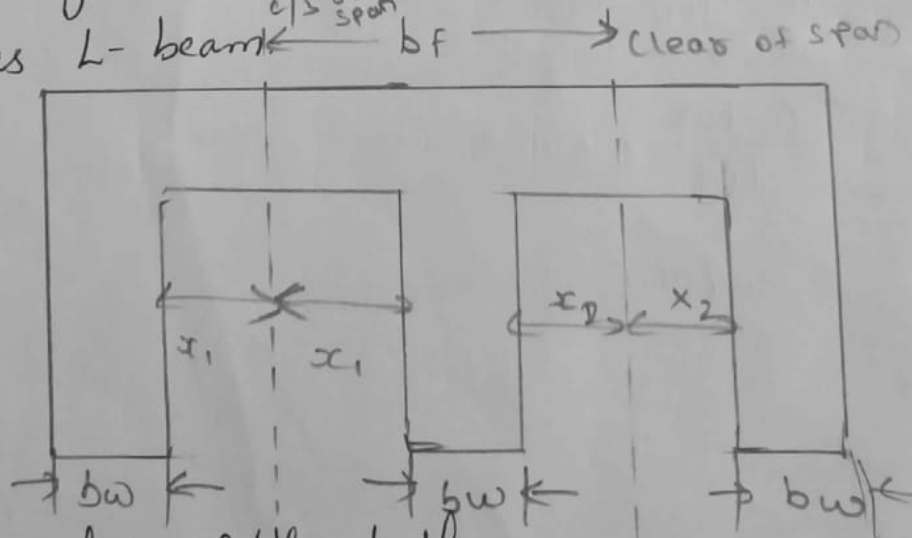 c/s span
s L- beam bf Clear of span
x₁ x₁ x₂ x₂
bw bw bw